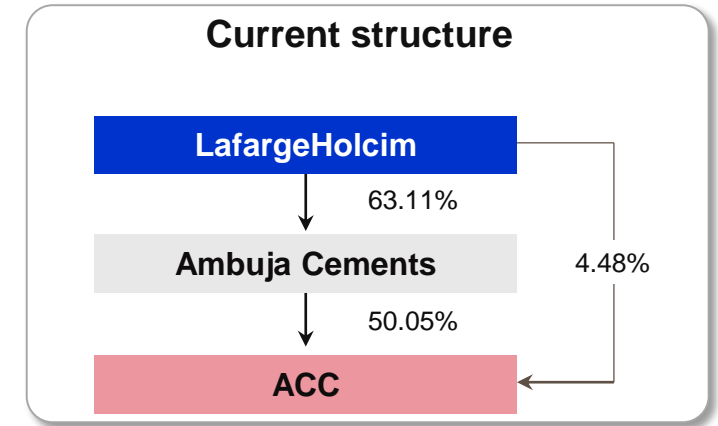 Current structure
LafargeHolcim
63.11%
Ambuja Cements
4.48%
50.05%
ACC